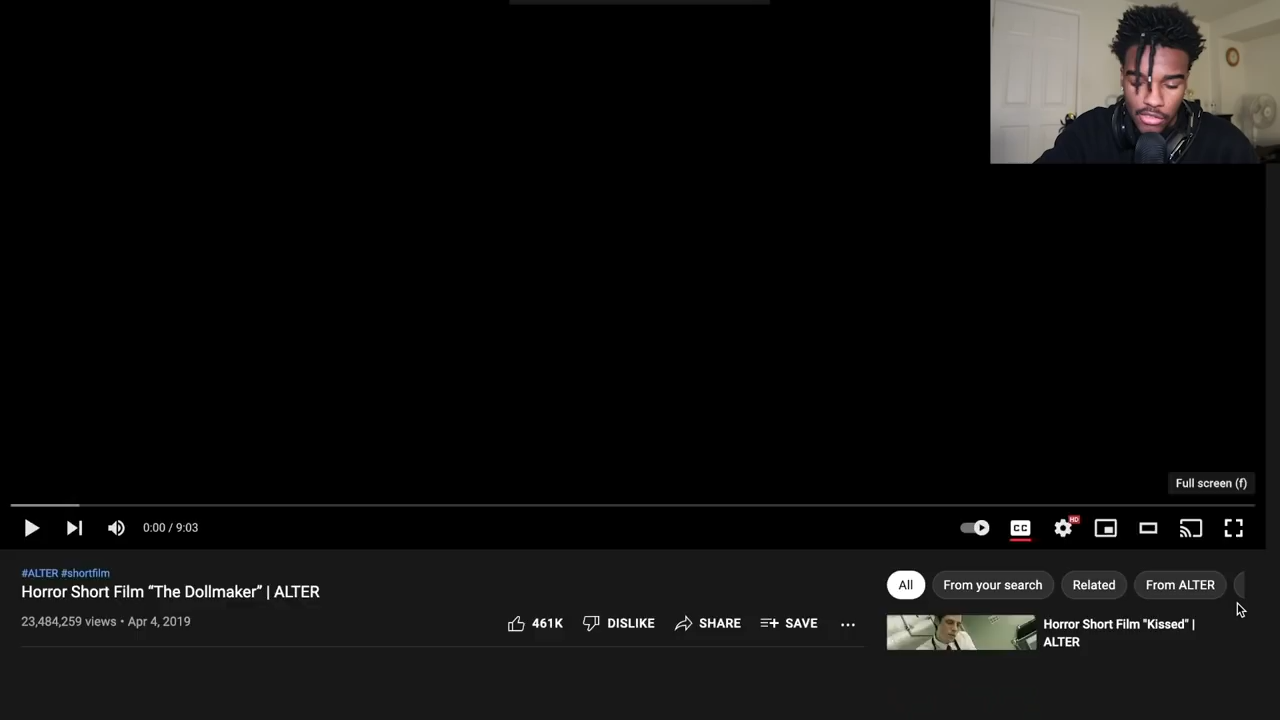 Full screen (f)
0:00 / 9:03
CC
HD
#ALTER #shortfilm
Horror Short Film “The Dollmaker” | ALTER
23,484,259 views • Apr 4, 2019
461K
DISLIKE
SHARE
SAVE
All
From your search
Related
From ALTER
Horror Short Film "Kissed" |
ALTER